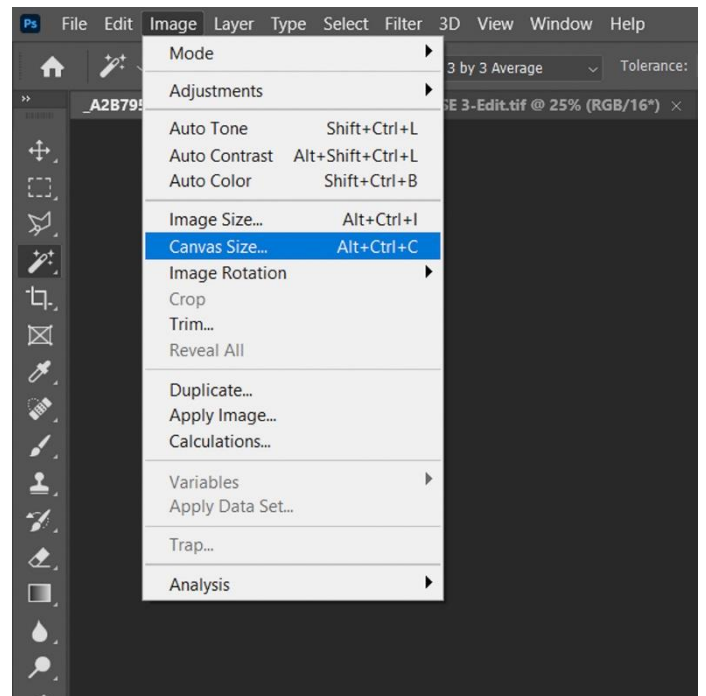 Ps File Edit Image Layer Type Select Filter 3D View Window Help
Mode
3 by 3 Average Tolerance:
Adjustments
_A2B795 SE 3-Edit.tif @ 25% (RGB/16*) ×
Auto Tone Shift+Ctrl+L
Auto Contrast Alt+Shift+Ctrl+L
Auto Color Shift+Ctrl+B
Image Size... Alt+Ctrl+I
Canvas Size... Alt+Ctrl+C
Image Rotation
Crop
Trim...
Reveal All
Duplicate...
Apply Image...
Calculations...
Variables
Apply Data Set...
Trap...
Analysis